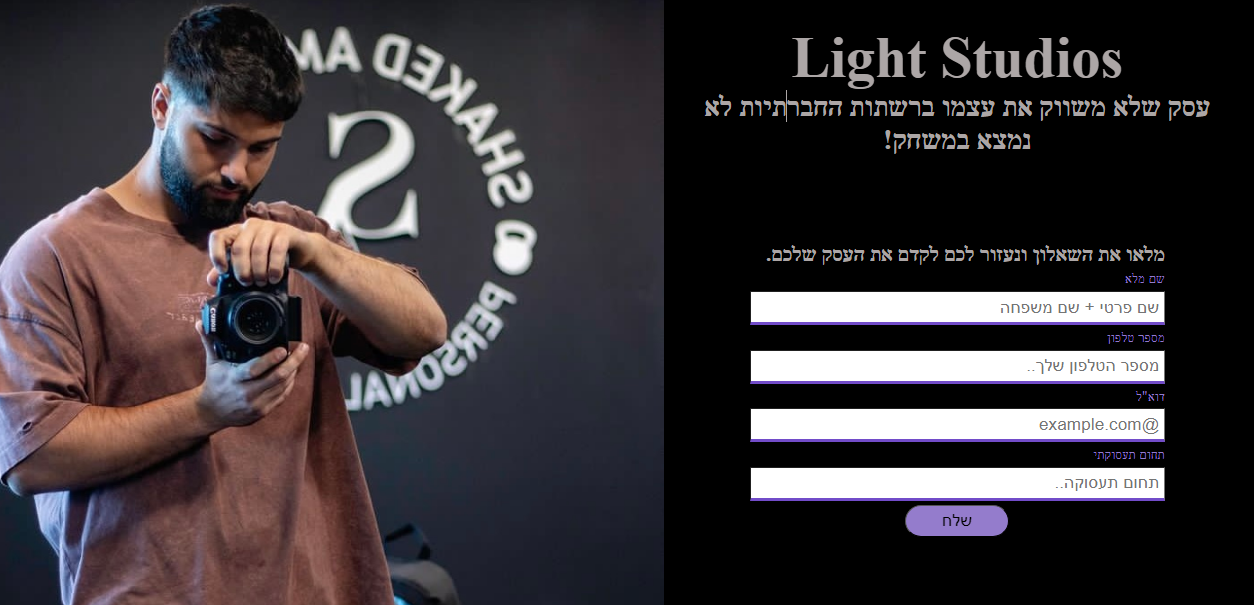 Light Studios
עסק שלא משווק את עצמו ברשתות החברתיות לא
נמצא במשחק!
מלאו את השאלון ונעזור לכם לקדם את העסק שלכם.
שם מלא
שם פרטי + שם משפחה
מספר טלפון
מספר הטלפון שלך..
דוא"ל
@example.com
תחום תעסוקתי
תחום תעסוקה..
שלח
SHAKED AM
S
PERSONAL
Canon